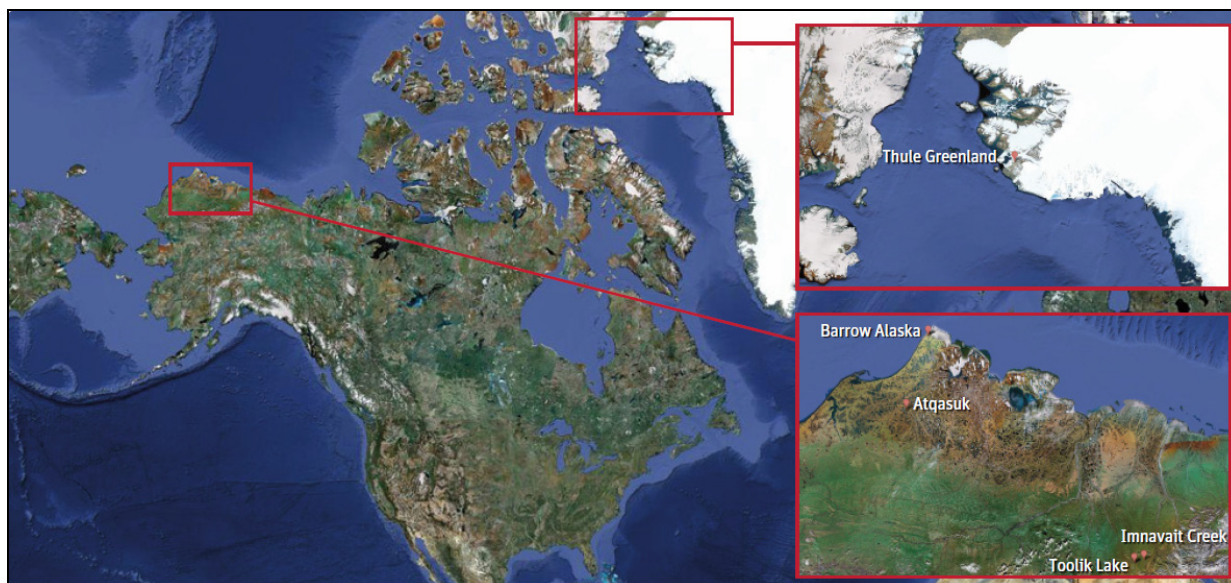 Thule Greenland
Barrow Alaska
Atqasuk
Imnavait Creek
Toolik Lake